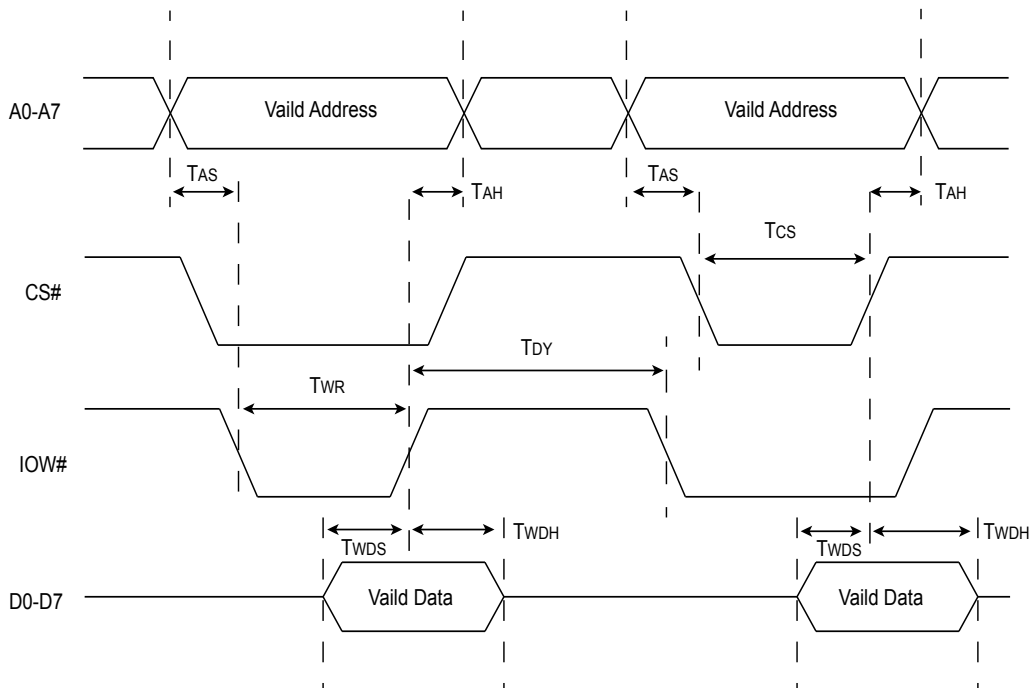 A0-A7
Vaild Address
Vaild Address
TAS
TAH
TAS
TAH
TCS
CS#
TDY
TWR
IOW#
TWDS
TWDH
TWDS
TWDH
D0-D7
Vaild Data
Vaild Data